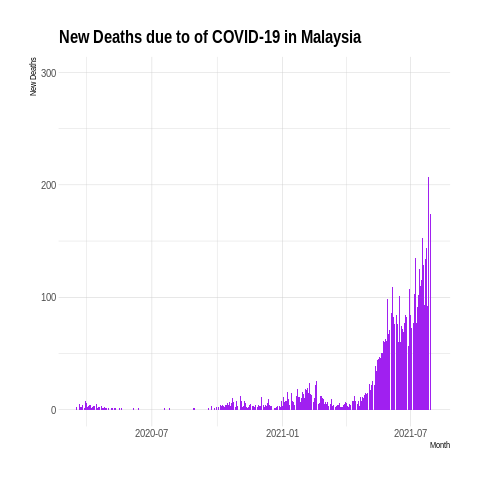 New Deaths due to of COVID-19 in Malaysia
New Deaths
300
200
100
0
2020-07
2021-01
2021-07
Month